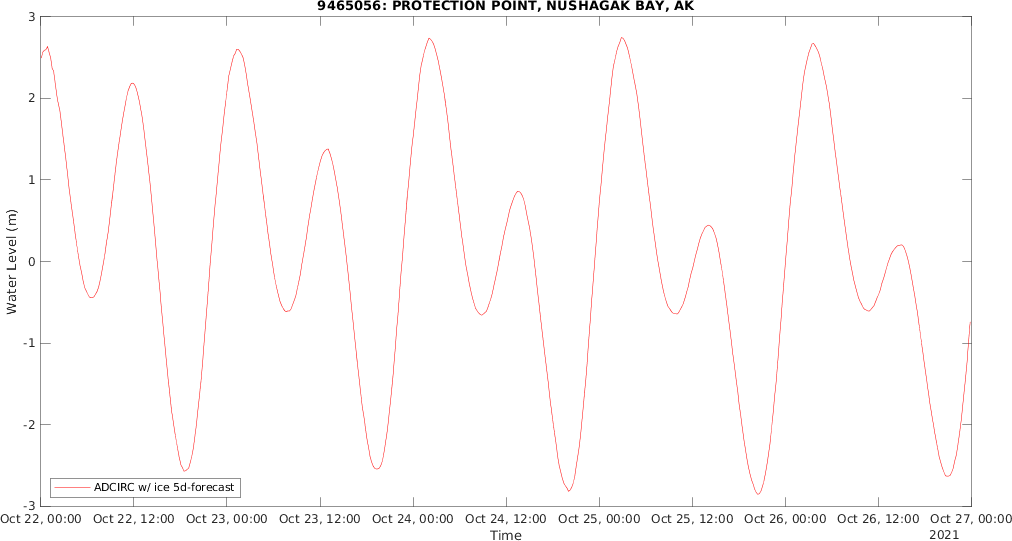 9465056: PROTECTION POINT, NUSHAGAK BAY, AK
3
2
1
0
-1
-2
-3
Water Level (m)
ADCIRC w/ ice 5d-forecast
Oct 22, 00:00 Oct 22, 12:00 Oct 23, 00:00 Oct 23, 12:00 Oct 24, 00:00 Oct 24, 12:00 Oct 25, 00:00 Oct 25, 12:00 Oct 26, 00:00 Oct 26, 12:00 Oct 27, 00:00
Time
2021